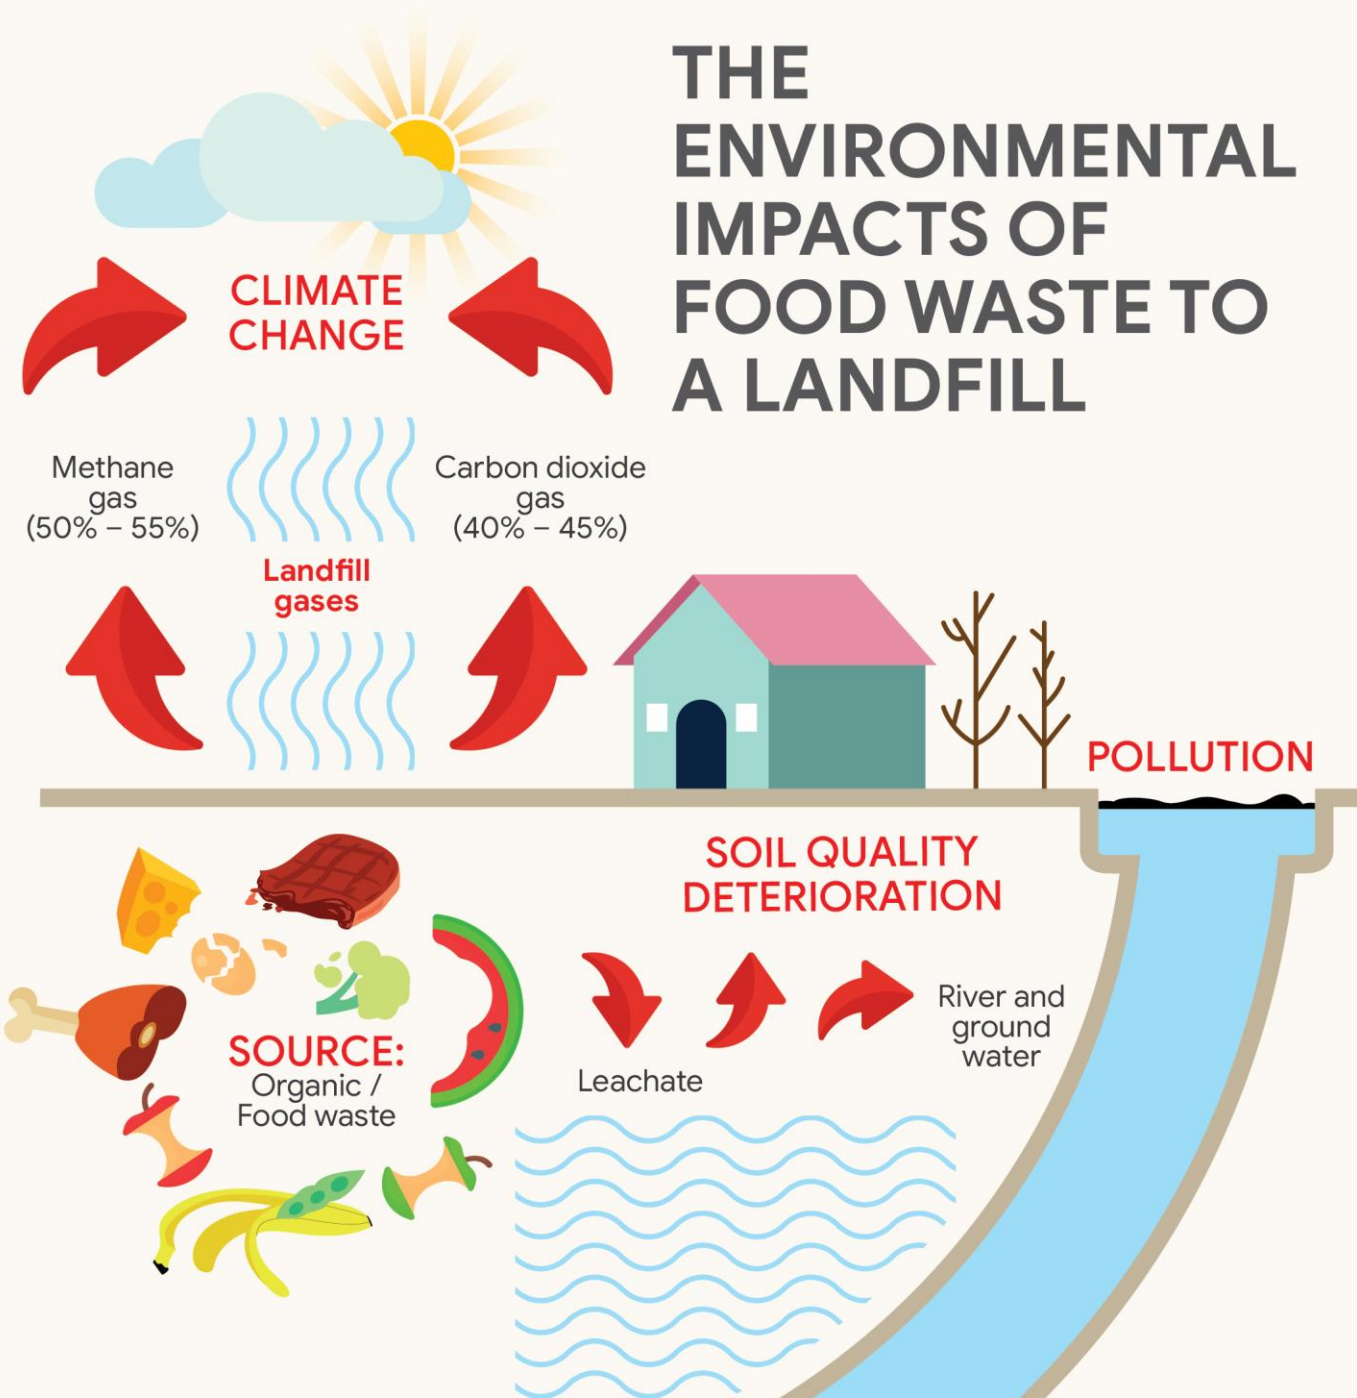 THE
ENVIRONMENTAL
IMPACTS OF
FOOD WASTE TO
A LANDFILL
CLIMATE
CHANGE
Methane
gas
(50% – 55%)
Carbon dioxide
gas
(40% – 45%)
Landfill
gases
POLLUTION
SOIL QUALITY
DETERIORATION
River and
ground
water
Leachate
SOURCE:
Organic /
Food waste